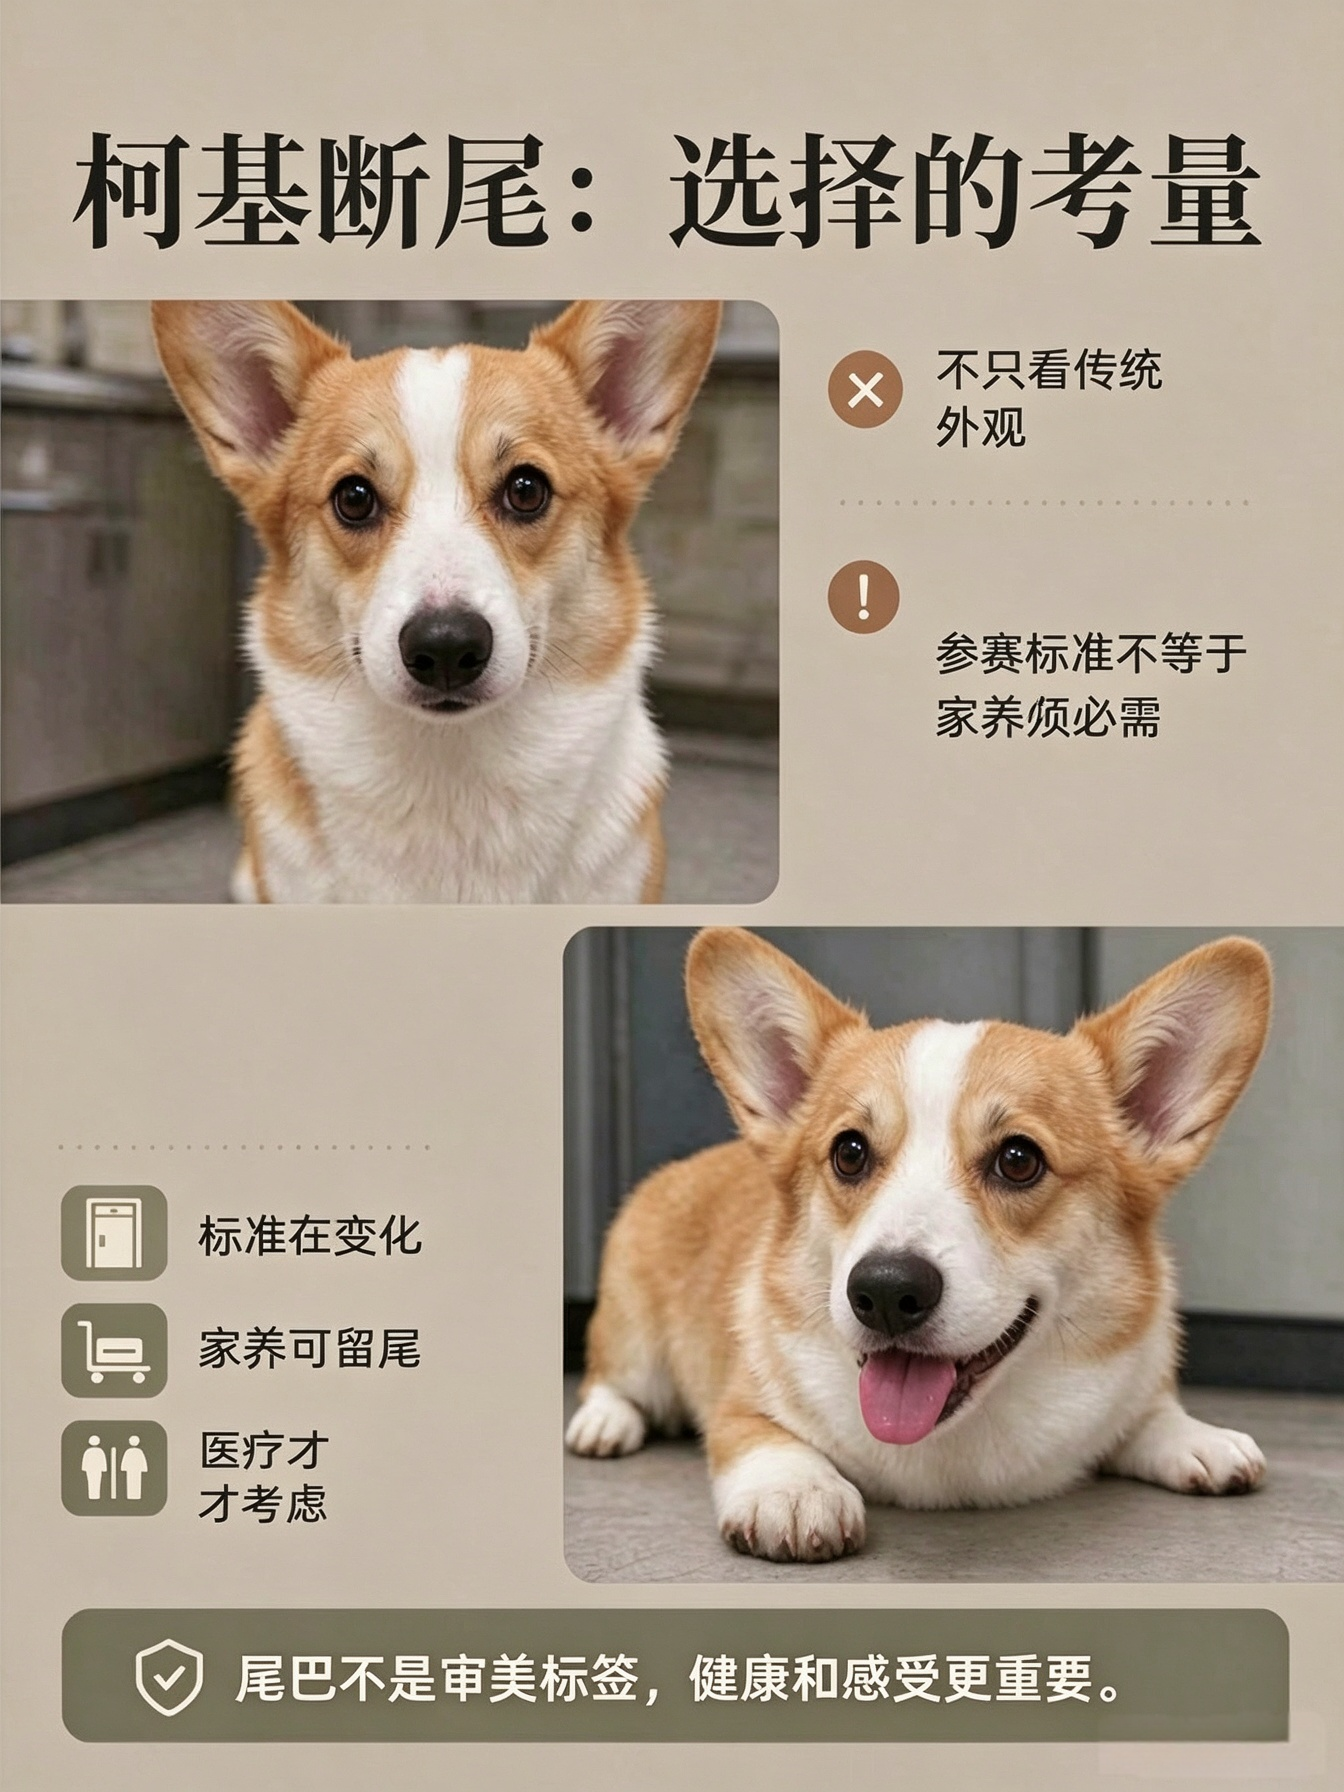 柯基断尾：选择的考量
不只看传统
外观
参赛标准不等于
家养烦必需
标准在变化
家养可留尾
医疗才
才考虑
尾巴不是审美标签，健康和感受更重要。